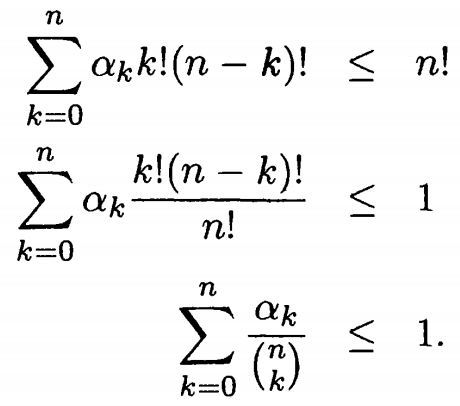 \sum_{k=0}^{n} \alpha_k k!(n-k)! \leq n!
\sum_{k=0}^{n} \alpha_k \frac{k!(n-k)!}{n!} \leq 1
\sum_{k=0}^{n} \frac{\alpha_k}{\binom{n}{k}} \leq 1.